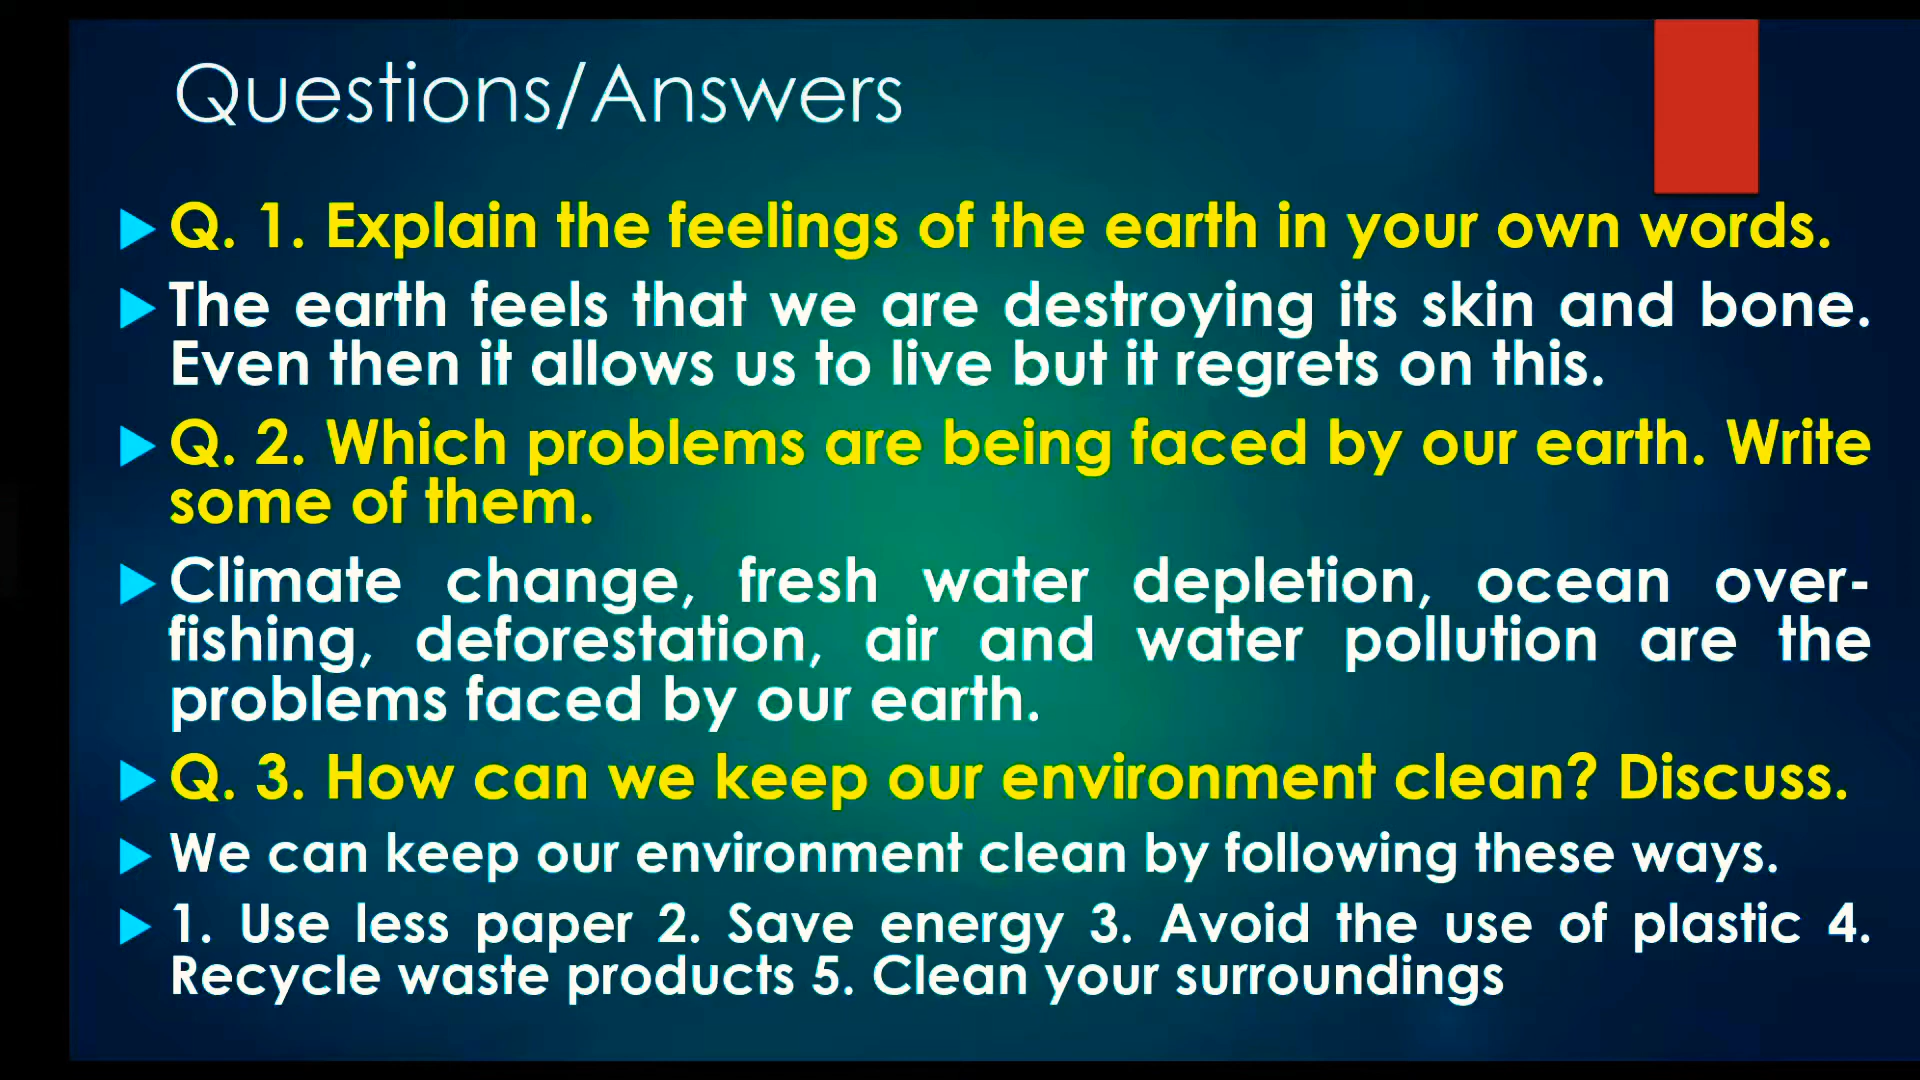 Questions/Answers
Q. 1. Explain the feelings of the earth in your own words.
The earth feels that we are destroying its skin and bone.
Even then it allows us to live but it regrets on this.
Q. 2. Which problems are being faced by our earth. Write
some of them.
Climate change, fresh water depletion, ocean over-
fishing, deforestation, air and water pollution are the
problems faced by our earth.
Q. 3. How can we keep our environment clean? Discuss.
We can keep our environment clean by following these ways.
1. Use less paper 2. Save energy 3. Avoid the use of plastic 4.
Recycle waste products 5. Clean your surroundings